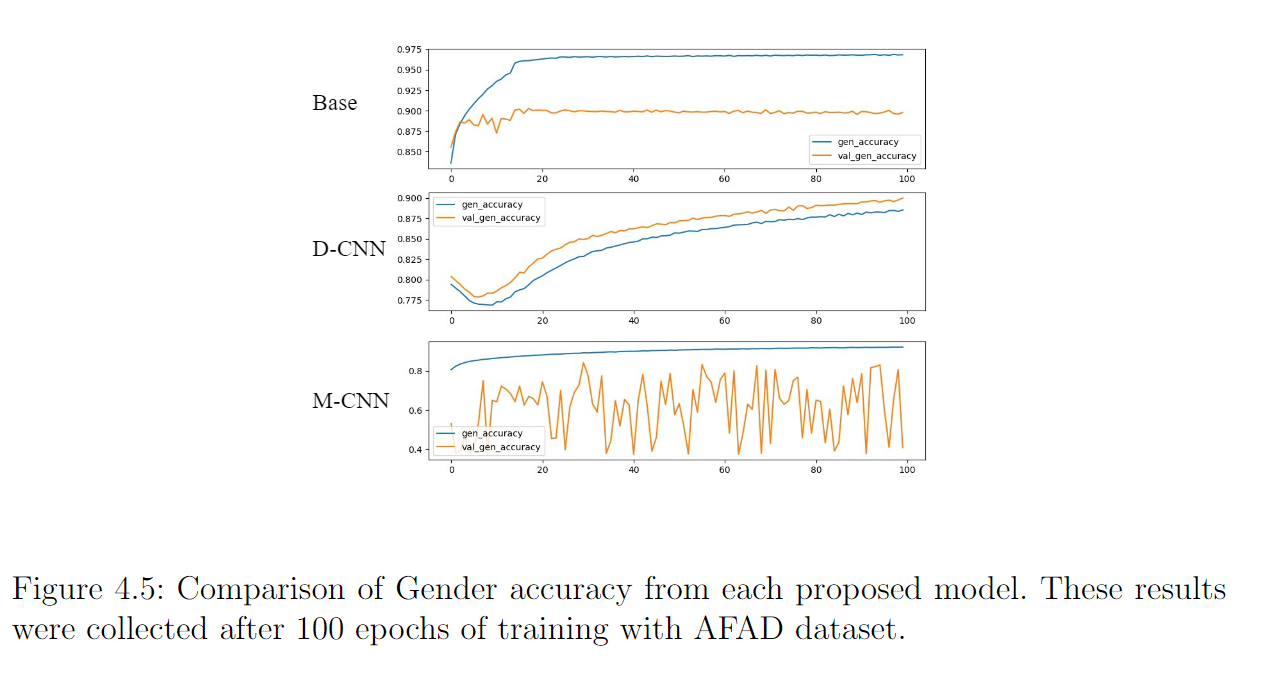 0.975
0.950
0.925
0.900
0.875
0.850
Base
gen_accuracy
val_gen_accuracy
0 20 40 60 80 100
0.900
0.875
0.850
0.825
0.800
0.775
D-CNN
gen_accuracy
val_gen_accuracy
0 20 40 60 80 100
0.8
0.6
0.4
M-CNN
gen_accuracy
val_gen_accuracy
0 20 40 60 80 100
Figure 4.5: Comparison of Gender accuracy from each proposed model. These results
were collected after 100 epochs of training with AFAD dataset.